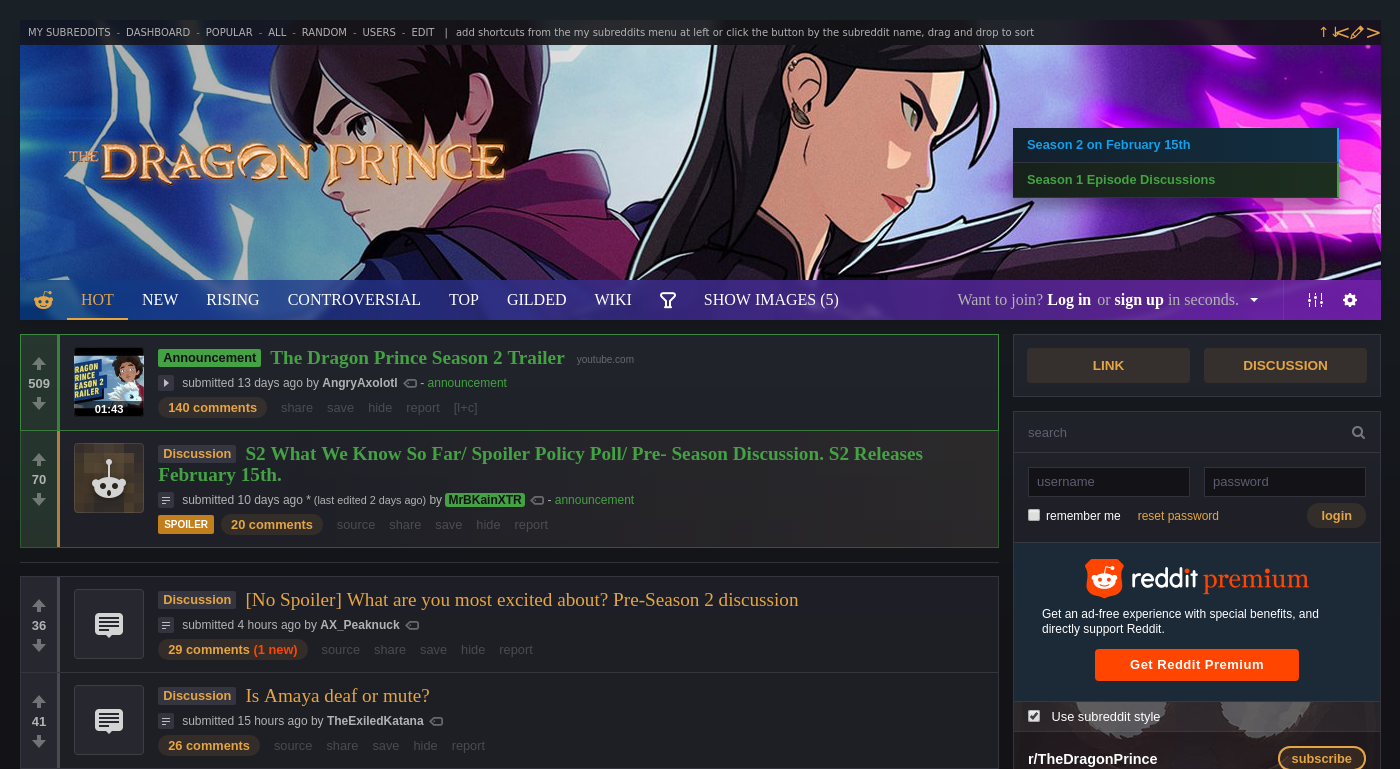 MY SUBREDDITS - DASHBOARD - POPULAR - ALL - RANDOM - USERS - EDIT | add shortcuts from the my subreddits menu at left or click the button by the subreddit name, drag and drop to sort
THE DRAGON PRINCE
Season 2 on February 15th
Season 1 Episode Discussions
HOT NEW RISING CONTROVERSIAL TOP GILDED WIKI SHOW IMAGES (5) Want to join? Log in or sign up in seconds.
509
RAGON PRINCE EASON 2 RAILER
01:43
Announcement The Dragon Prince Season 2 Trailer youtube.com
submitted 13 days ago by AngryAxolotl - announcement
140 comments share save hide report [l+c]
70
Discussion S2 What We Know So Far/ Spoiler Policy Poll/ Pre- Season Discussion. S2 Releases
February 15th.
submitted 10 days ago * (last edited 2 days ago) by MrBKainXTR - announcement
SPOILER 20 comments source share save hide report
36
Discussion [No Spoiler] What are you most excited about? Pre-Season 2 discussion
submitted 4 hours ago by AX_Peaknuck
29 comments (1 new) source share save hide report
41
Discussion Is Amaya deaf or mute?
submitted 15 hours ago by TheExiledKatana
26 comments source share save hide report
LINK DISCUSSION
search
username password
remember me reset password login
reddit premium
Get an ad-free experience with special benefits, and
directly support Reddit.
Get Reddit Premium
Use subreddit style
r/TheDragonPrince subscribe